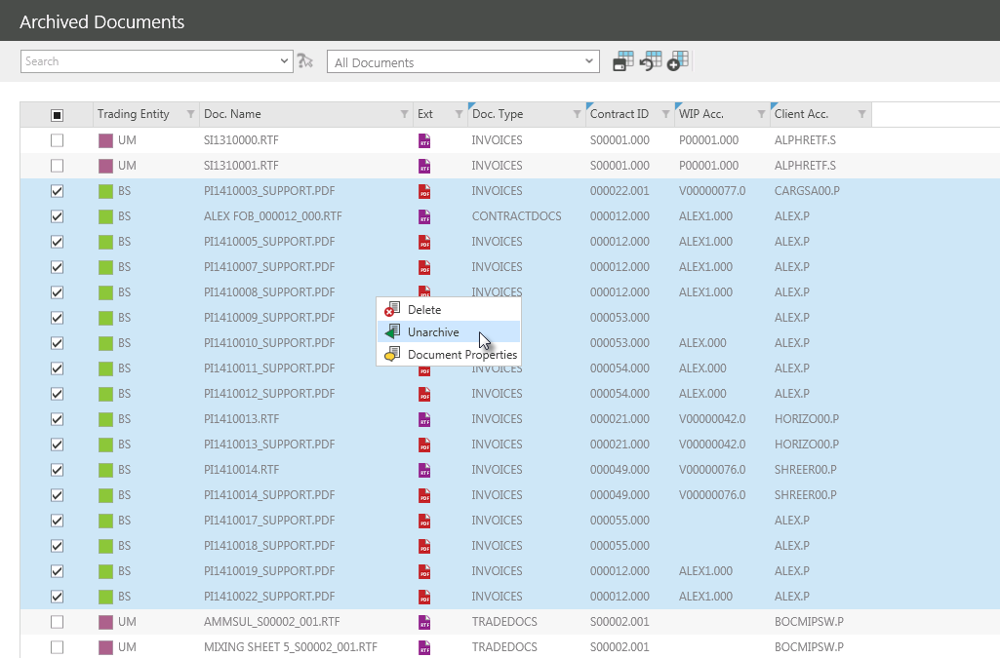 Archived Documents
Search All Documents
Trading Entity Doc. Name Ext Doc. Type Contract ID WIP Acc. Client Acc.
UM SI1310000.RTF RTF INVOICES S00001.000 P00001.000 ALPHRETF.S
UM SI1310001.RTF RTF INVOICES S00001.000 P00001.000 ALPHRETF.S
BS PI1410003_SUPPORT.PDF PDF INVOICES 000022.001 V00000077.0 CARGSA00.P
BS ALEX FOB_000012_000.RTF RTF CONTRACTDOCS 000012.000 ALEX1.000 ALEX.P
BS PI1410005_SUPPORT.PDF PDF INVOICES 000012.000 ALEX1.000 ALEX.P
BS PI1410007_SUPPORT.PDF PDF INVOICES 000012.000 ALEX1.000 ALEX.P
BS PI1410008_SUPPORT.PDF INVOICES 000012.000 ALEX1.000 ALEX.P
Delete
BS PI1410009_SUPPORT.PDF 000053.000 ALEX.P
Unarchive
BS PI1410010_SUPPORT.PDF 000053.000 ALEX.000 ALEX.P
Document Properties
BS PI1410011_SUPPORT.PDF PDF INVOICES 000054.000 ALEX.000 ALEX.P
BS PI1410012_SUPPORT.PDF PDF INVOICES 000054.000 ALEX.000 ALEX.P
BS PI1410013.RTF RTF INVOICES 000021.000 V00000042.0 HORIZO00.P
BS PI1410013_SUPPORT.PDF PDF INVOICES 000021.000 V00000042.0 HORIZO00.P
BS PI1410014.RTF RTF INVOICES 000049.000 V00000076.0 SHREER00.P
BS PI1410014_SUPPORT.PDF PDF INVOICES 000049.000 V00000076.0 SHREER00.P
BS PI1410017_SUPPORT.PDF PDF INVOICES 000055.000 ALEX.P
BS PI1410018_SUPPORT.PDF PDF INVOICES 000055.000 ALEX.P
BS PI1410019_SUPPORT.PDF PDF INVOICES 000012.000 ALEX1.000 ALEX.P
BS PI1410022_SUPPORT.PDF PDF INVOICES 000012.000 ALEX1.000 ALEX.P
UM AMMSUL_S00002_001.RTF RTF TRADEDOCS S00002.001 BOCMIPSW.P
UM MIXING SHEET 5_S00002_001.RTF RTF TRADEDOCS S00002.001 BOCMIPSW.P